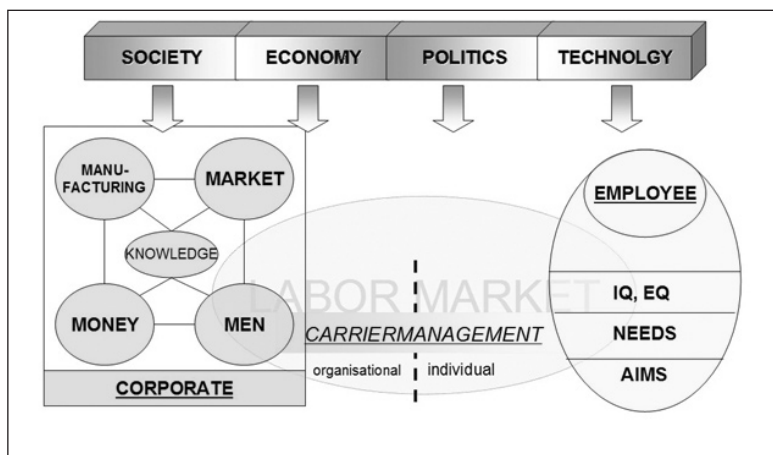 SOCIETY ECONOMY POLITICS TECHNOLGY
MANU-
FACTURING
MARKET
KNOWLEDGE
MONEY
MEN
CORPORATE
LABOR MARKET
CARRIERMANAGEMENT
organisational individual
EMPLOYEE
IQ, EQ
NEEDS
AIMS